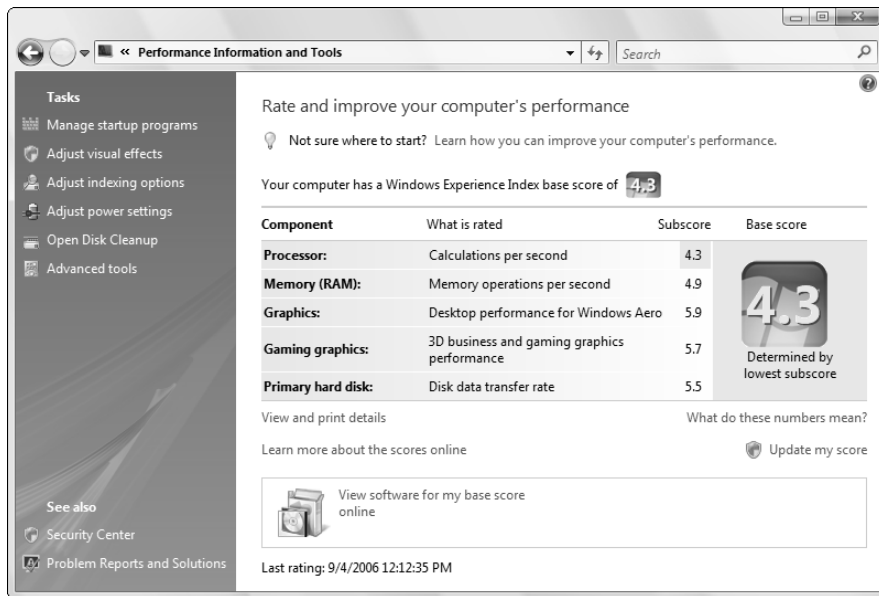 Performance Information and Tools
Search
Tasks
Manage startup programs
Adjust visual effects
Adjust indexing options
Adjust power settings
Open Disk Cleanup
Advanced tools
See also
Security Center
Problem Reports and Solutions
Rate and improve your computer's performance
Not sure where to start? Learn how you can improve your computer's performance.
Your computer has a Windows Experience Index base score of 4.3
Component What is rated Subscore Base score
Processor: Calculations per second 4.3
Memory (RAM): Memory operations per second 4.9
Graphics: Desktop performance for Windows Aero 5.9
Gaming graphics: 3D business and gaming graphics
performance 5.7
Primary hard disk: Disk data transfer rate 5.5
4.3
Determined by
lowest subscore
View and print details What do these numbers mean?
Learn more about the scores online Update my score
View software for my base score
online
Last rating: 9/4/2006 12:12:35 PM